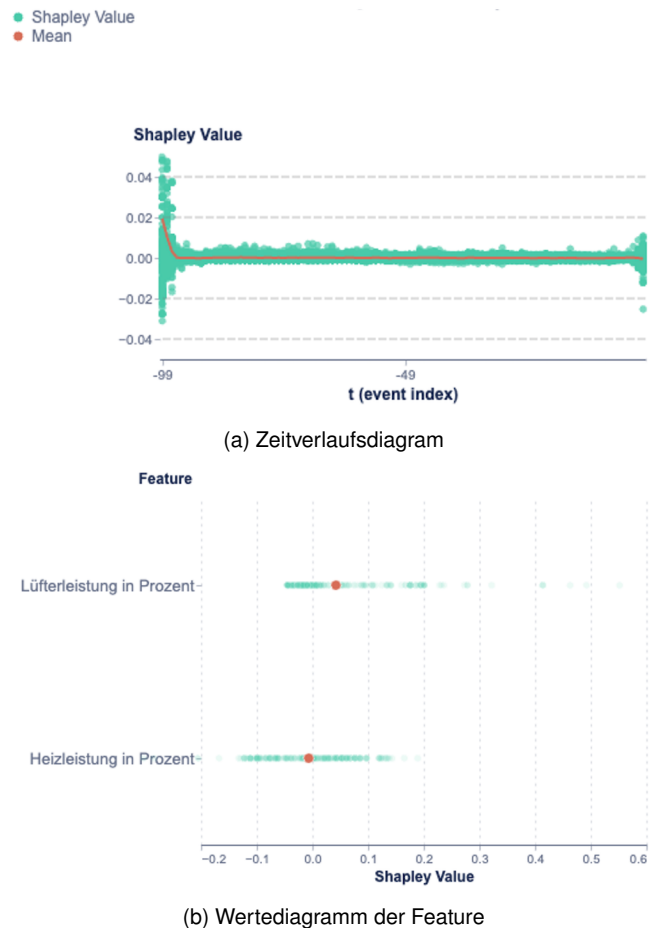 Shapley Value
Mean
Shapley Value
0.04
0.02
0.00
−0.02
−0.04
-99
-49
t (event index)
(a) Zeitverlaufsdiagram
Feature
Lüfterleistung in Prozent
Heizleistung in Prozent
−0.2 −0.1 0.0 0.1 0.2 0.3 0.4 0.5 0.6
Shapley Value
(b) Wertediagramm der Feature